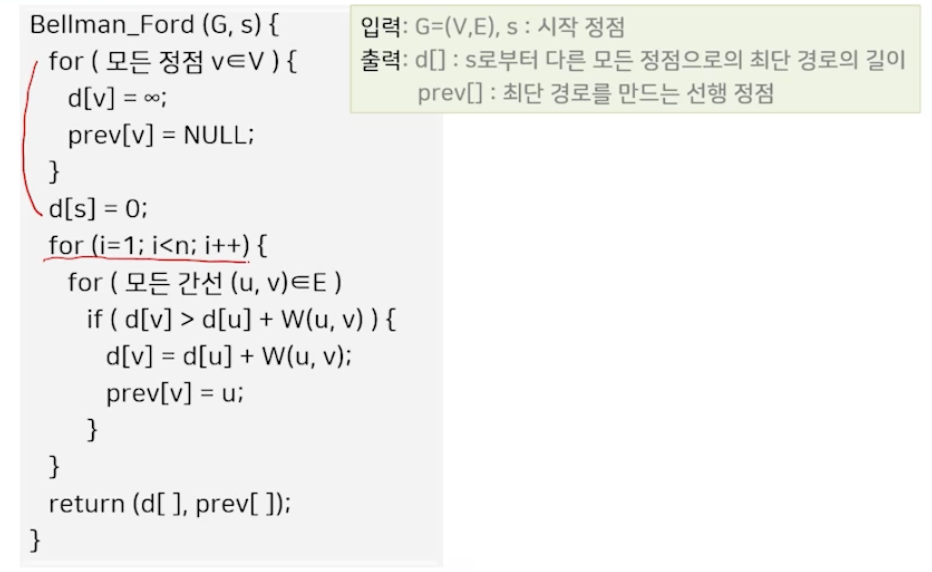 Bellman_Ford (G, s) {
for ( 모든 정점 v∈V ) {
d[v] = ∞;
prev[v] = NULL;
}
d[s] = 0;
for (i=1; i<n; i++) {
for ( 모든 간선 (u, v)∈E )
if ( d[v] > d[u] + W(u, v) ) {
d[v] = d[u] + W(u, v);
prev[v] = u;
}
}
return (d[ ], prev[ ]);
}
입력: G=(V,E), s : 시작 정점
출력: d[] : s로부터 다른 모든 정점으로의 최단 경로의 길이
prev[] : 최단 경로를 만드는 선행 정점